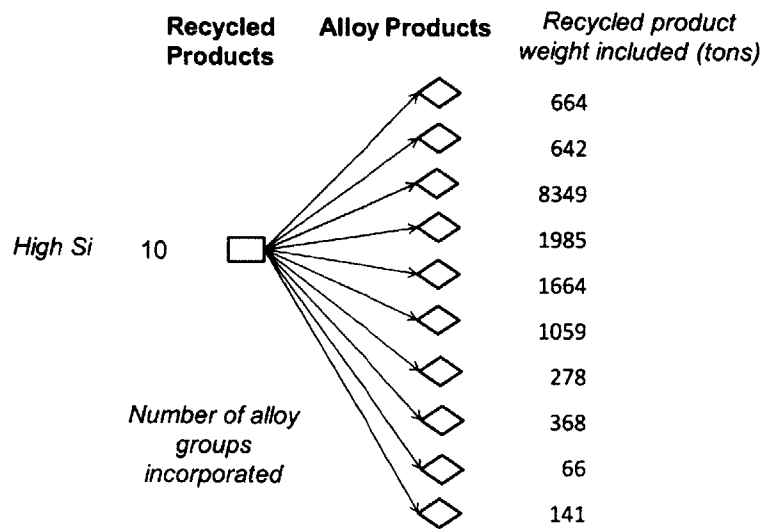 Recycled
Products
Alloy Products
Recycled product
weight included (tons)
664
642
8349
1985
High Si 10
1664
1059
278
368
66
141
Number of alloy
groups
incorporated